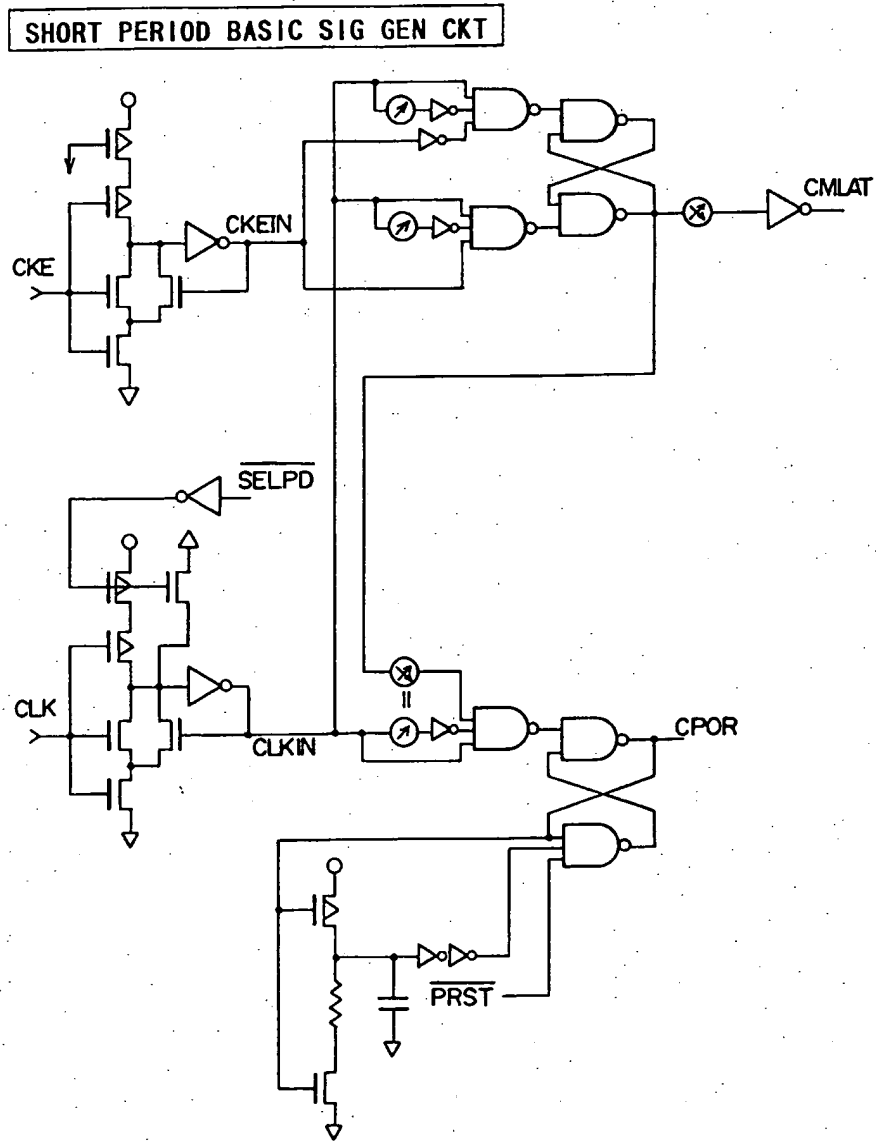 SHORT PERIOD BASIC SIG GEN CKT
CKEIN
CMLAT
CKE
SELPD
CLK
CLKIN
CPOR
PRST